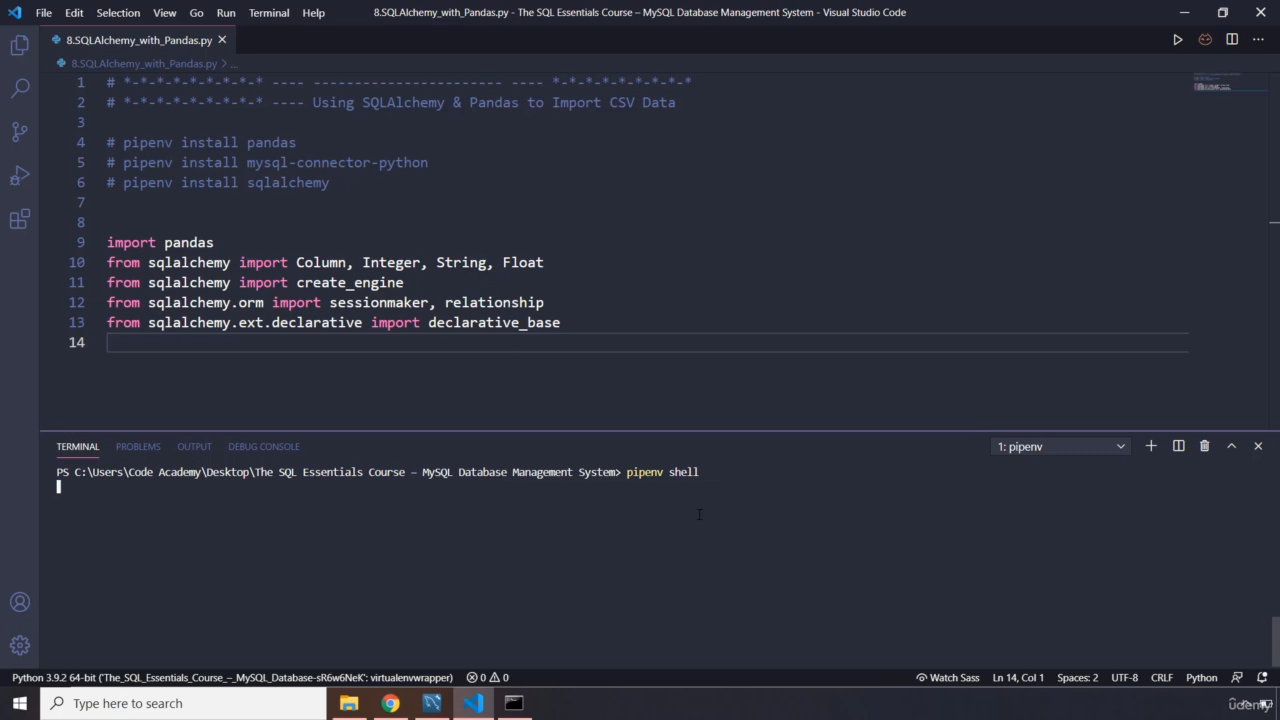 File Edit Selection View Go Run Terminal Help 8.SQLAlchemy_with_Pandas.py - The SQL Essentials Course – MySQL Database Management System - Visual Studio Code
8.SQLAlchemy_with_Pandas.py
8.SQLAlchemy_with_Pandas.py > ...
1 # *-*-*-*-*-*-*-*-* ---- ----------------------- ---- *-*-*-*-*-*-*-*-*
2 # *-*-*-*-*-*-*-*-* ---- Using SQLAlchemy & Pandas to Import CSV Data
3
4 # pipenv install pandas
5 # pipenv install mysql-connector-python
6 # pipenv install sqlalchemy
7
8
9 import pandas
10 from sqlalchemy import Column, Integer, String, Float
11 from sqlalchemy import create_engine
12 from sqlalchemy.orm import sessionmaker, relationship
13 from sqlalchemy.ext.declarative import declarative_base
14
TERMINAL PROBLEMS OUTPUT DEBUG CONSOLE 1: pipenv
PS C:\Users\Code Academy\Desktop\The SQL Essentials Course – MySQL Database Management System> pipenv shell
Python 3.9.2 64-bit ('The_SQL_Essentials_Course_–_MySQL_Database-sR6w6NeK': virtualenvwrapper) 0 0 Watch Sass Ln 14, Col 1 Spaces: 2 UTF-8 CRLF Python
Type here to search